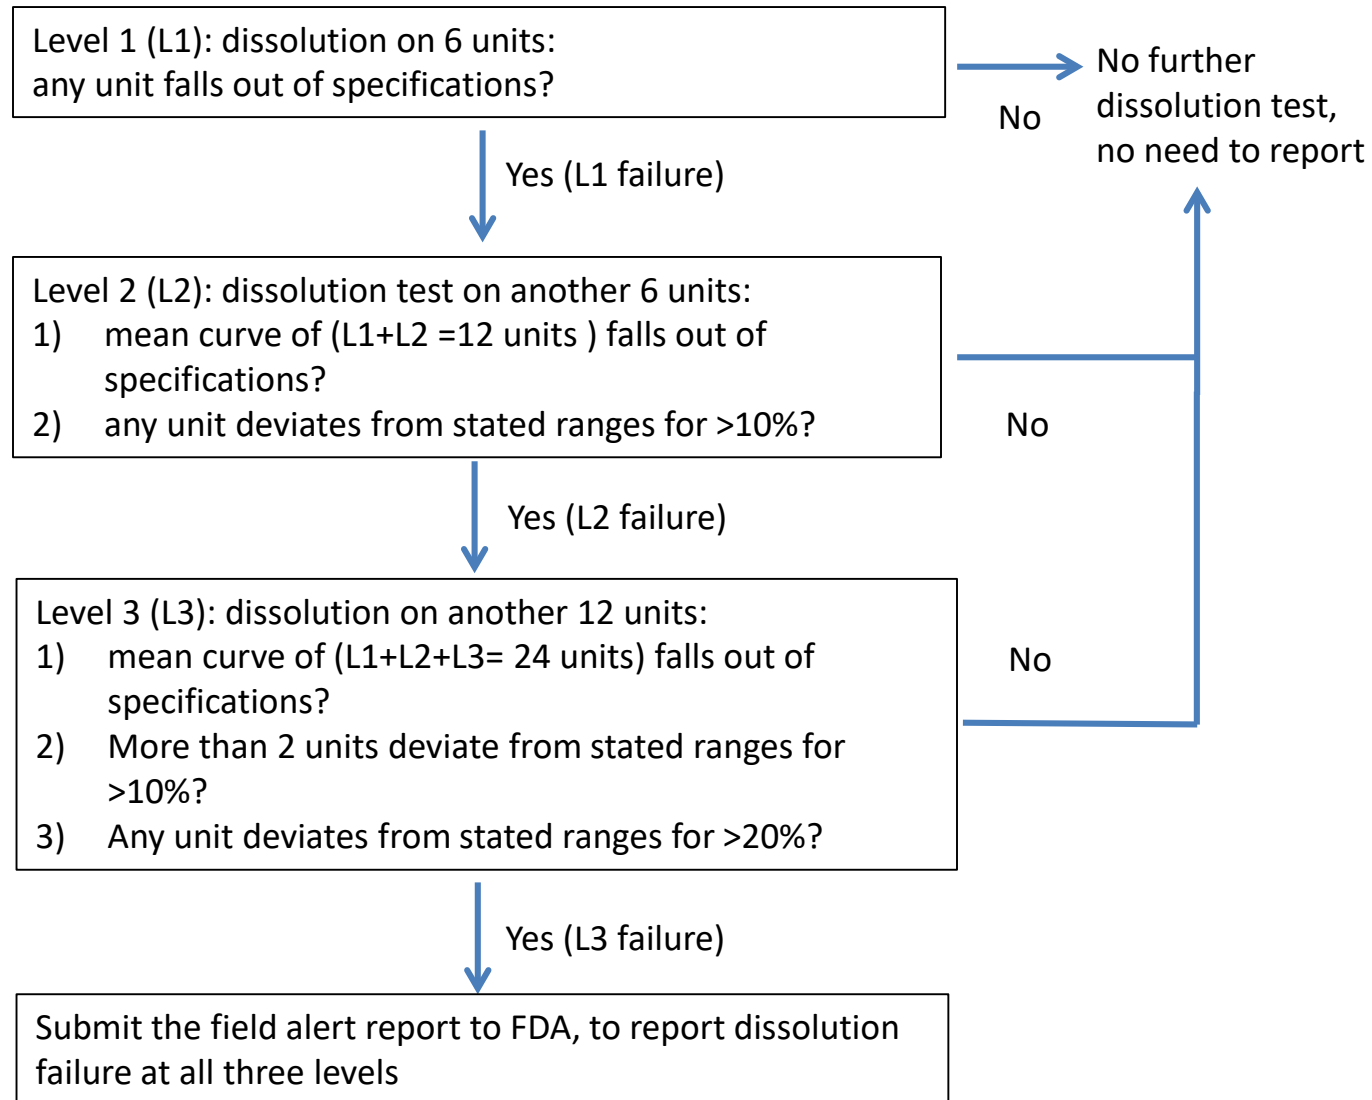 Level 1 (L1): dissolution on 6 units:
any unit falls out of specifications?
No further
dissolution test,
no need to report
No
Yes (L1 failure)
Level 2 (L2): dissolution test on another 6 units:
1) mean curve of (L1+L2 =12 units ) falls out of
specifications?
2) any unit deviates from stated ranges for >10%?
No
Yes (L2 failure)
Level 3 (L3): dissolution on another 12 units:
1) mean curve of (L1+L2+L3= 24 units) falls out of
specifications?
2) More than 2 units deviate from stated ranges for
>10%?
3) Any unit deviates from stated ranges for >20%?
No
Yes (L3 failure)
Submit the field alert report to FDA, to report dissolution
failure at all three levels